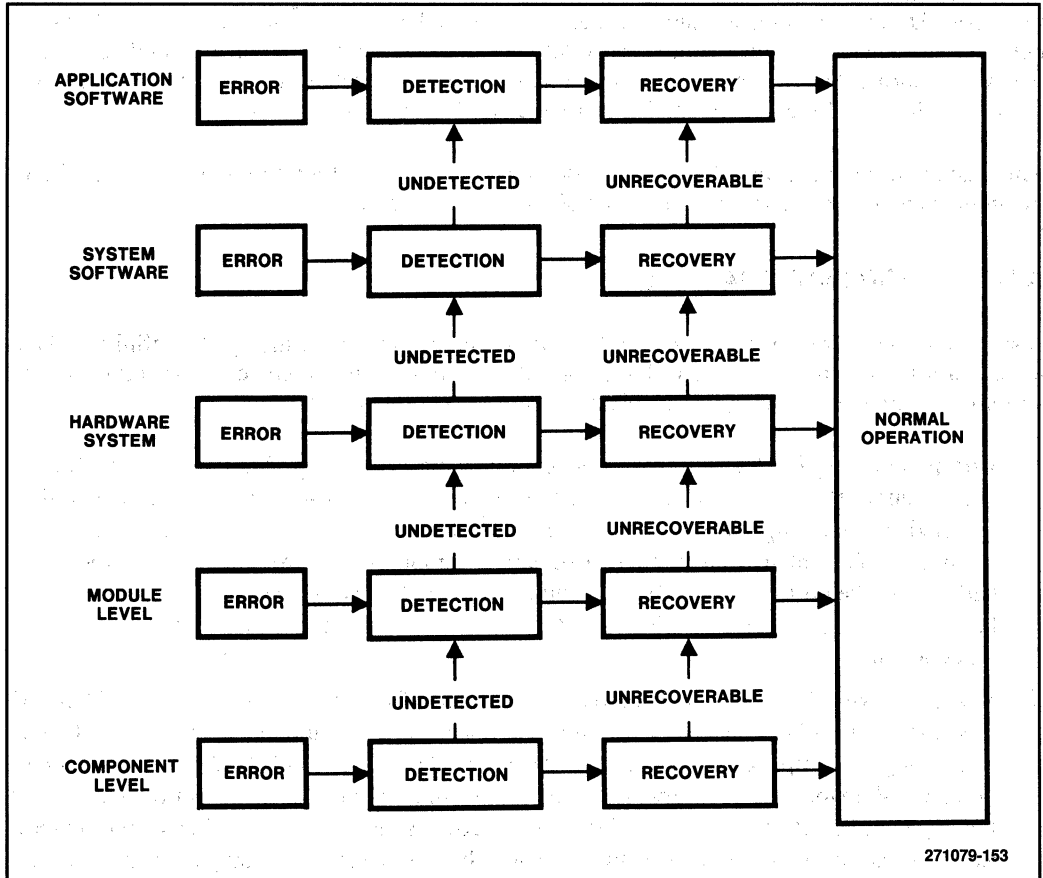 APPLICATION
SOFTWARE
ERROR
DETECTION
RECOVERY
UNDETECTED
UNRECOVERABLE
SYSTEM
SOFTWARE
ERROR
DETECTION
RECOVERY
UNDETECTED
UNRECOVERABLE
HARDWARE
SYSTEM
ERROR
DETECTION
RECOVERY
NORMAL
OPERATION
UNDETECTED
UNRECOVERABLE
MODULE
LEVEL
ERROR
DETECTION
RECOVERY
UNDETECTED
UNRECOVERABLE
COMPONENT
LEVEL
ERROR
DETECTION
RECOVERY
271079-153